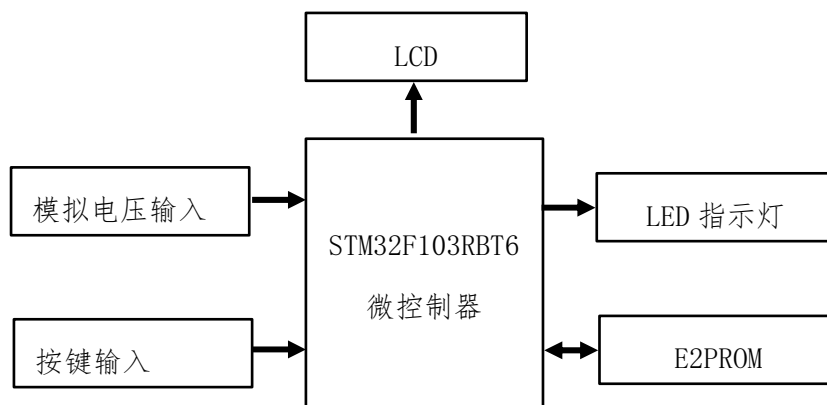 LCD
模拟电压输入
STM32F103RBT6
微控制器
LED 指示灯
按键输入
E2PROM